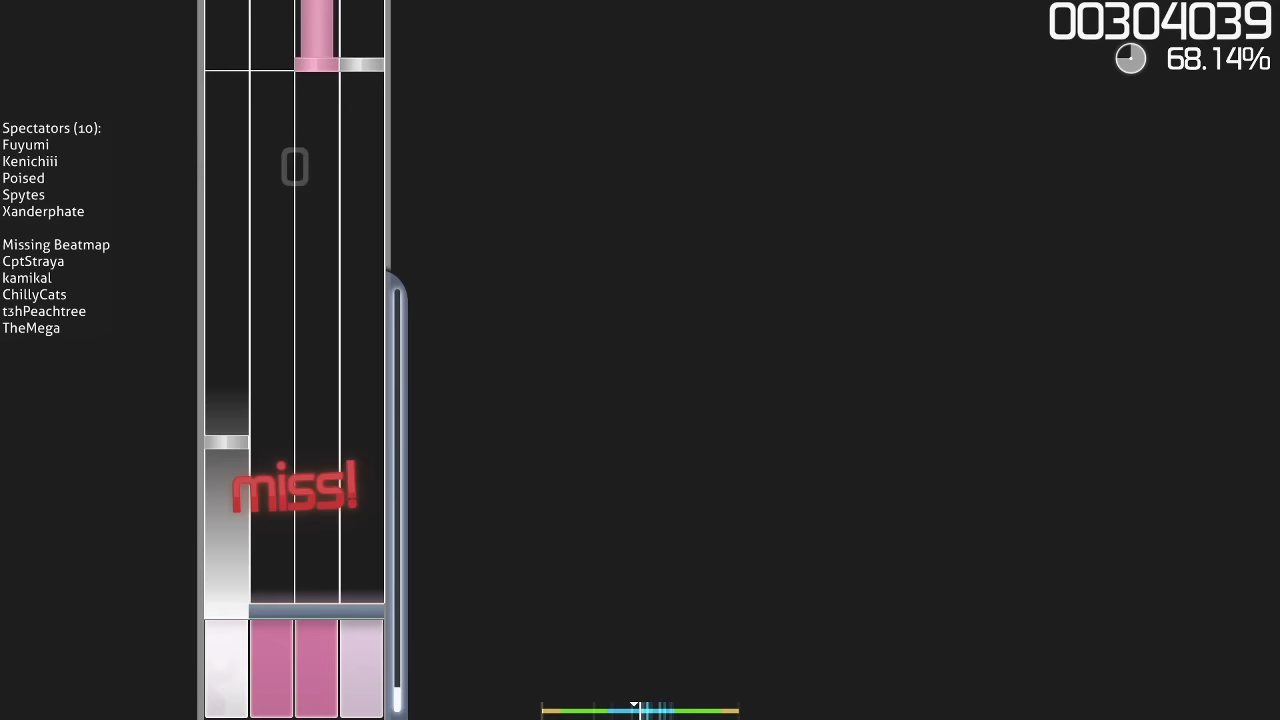 00304039
68.14%
Spectators (10):
Fuyumi
Kenichiii
Poised
Spytes
Xanderphate
Missing Beatmap
CptStraya
kamikal
ChillyCats
t3hPeachtree
TheMega
0
miss!